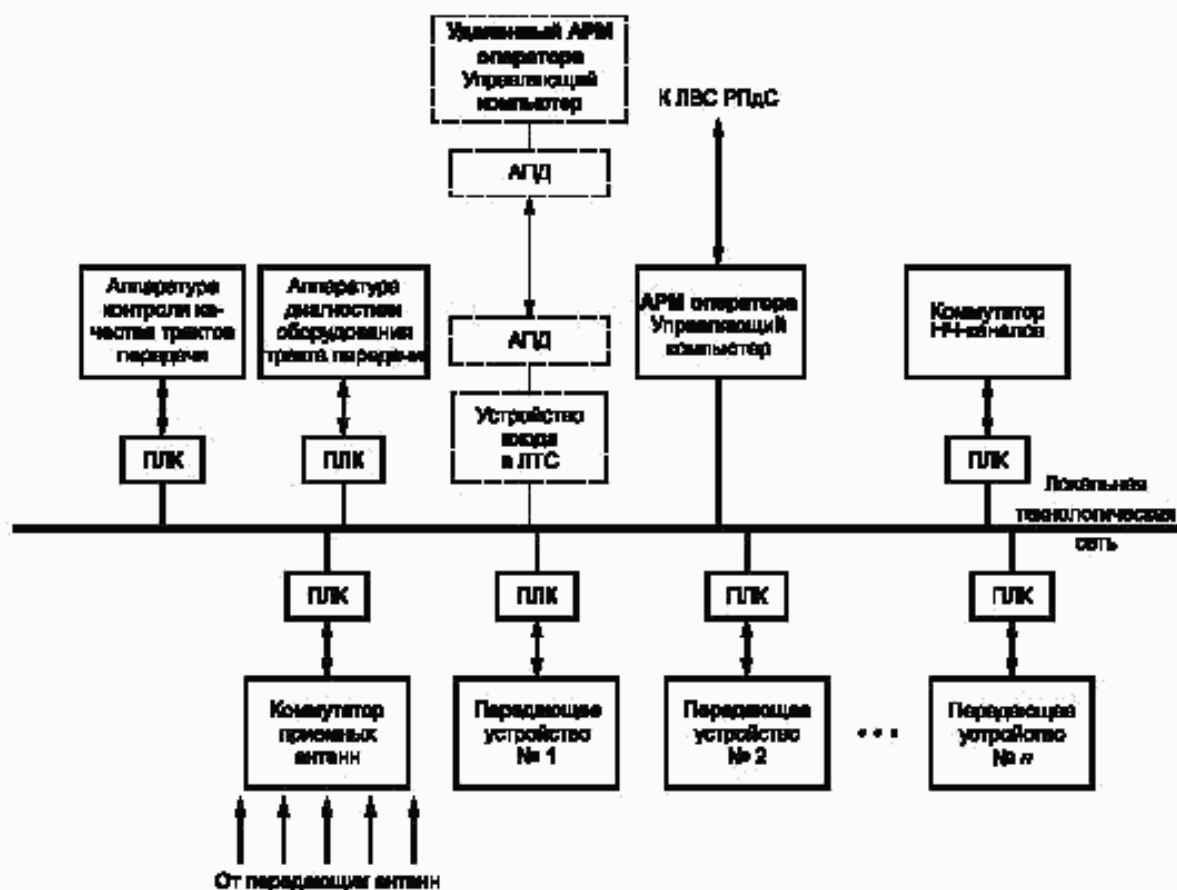 Удаленный АРМ
оператора
Управляющий
компьютер
К ЛВС РПдС
АПД
Аппаратура
контроля ка-
чества трактов
передачи
Аппаратура
диагностики
оборудования
тракта передачи
АПД
АРМ оператора
Управляющий
компьютер
Коммутатор
НЧ-каналов
Устройство
входа
в ЛТС
ПЛК
ПЛК
ПЛК
Локальная
технологическая
сеть
ПЛК
ПЛК
ПЛК
ПЛК
Коммутатор
приемных
антенн
Передающее
устройство
№ 1
Передающее
устройство
№ 2
• • •
Передающее
устройство
№ n
От передающих антенн